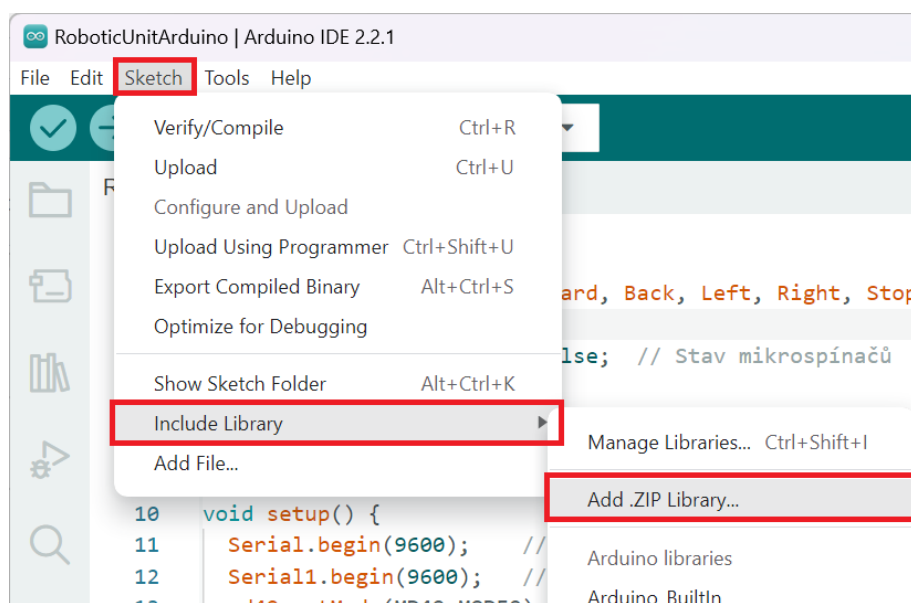 RoboticUnitArduino | Arduino IDE 2.2.1
File Edit Sketch Tools Help
Verify/Compile Ctrl+R
Upload Ctrl+U
Configure and Upload
Upload Using Programmer Ctrl+Shift+U
Export Compiled Binary Alt+Ctrl+S
ard, Back, Left, Right, Stop
Optimize for Debugging
lse; // Stav mikrospínačů
Show Sketch Folder Alt+Ctrl+K
Include Library
Manage Libraries... Ctrl+Shift+I
Add File...
Add .ZIP Library...
10 void setup() {
11 Serial.begin(9600); //
Arduino libraries
12 Serial1.begin(9600); //
Arduino_BuiltIn